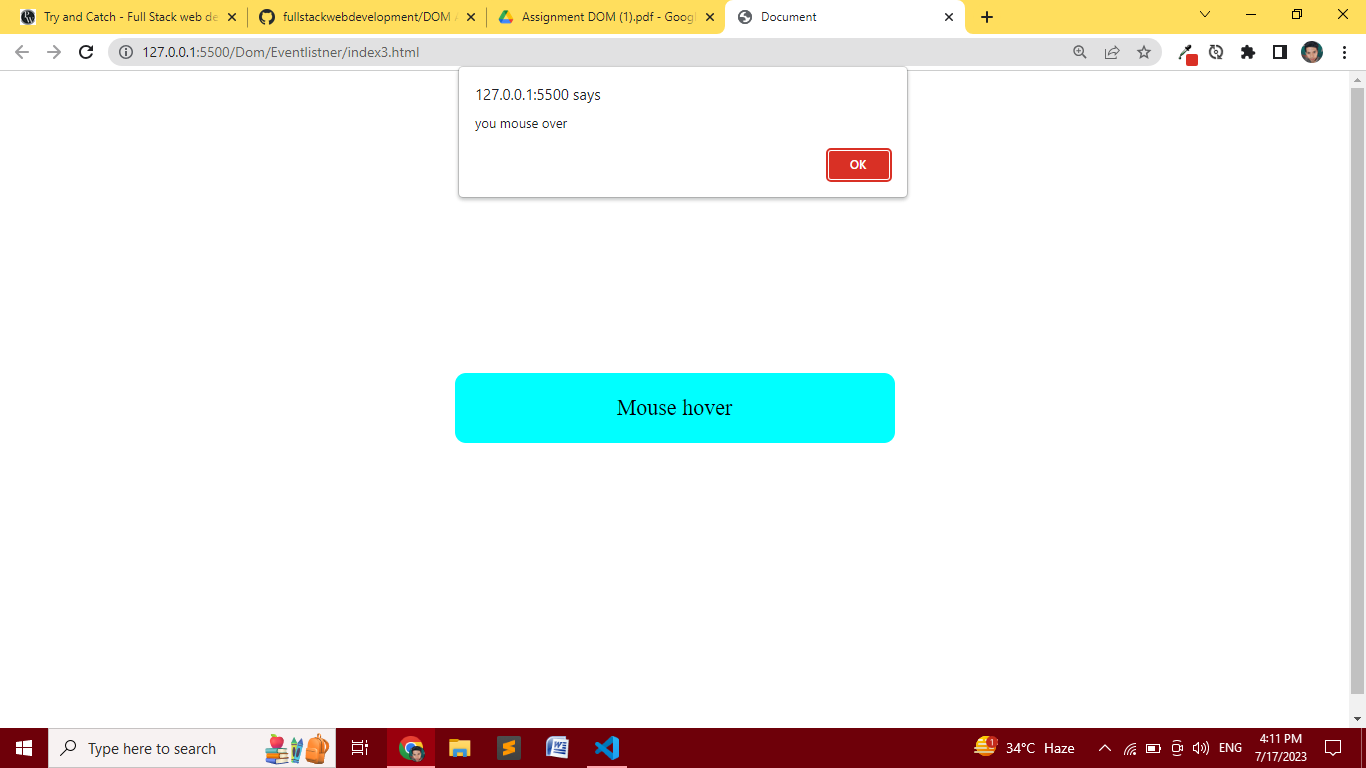 Try and Catch - Full Stack web de
fullstackwebdevelopment/DOM A
Assignment DOM (1).pdf - Googl
Document
127.0.0.1:5500/Dom/Eventlistner/index3.html
127.0.0.1:5500 says
you mouse over
OK
Mouse hover
Type here to search
1
34°C Haze
ENG
4:11 PM
7/17/2023